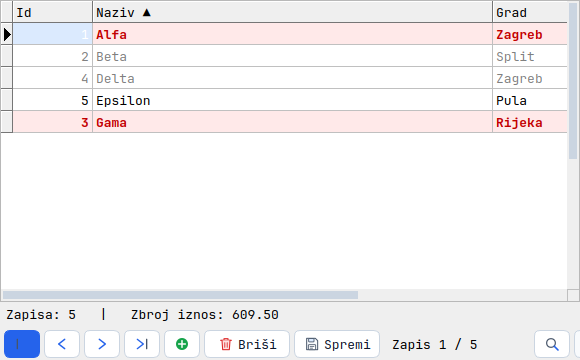 Id Naziv ▲ Grad
1 Alfa Zagreb
2 Beta Split
4 Delta Zagreb
5 Epsilon Pula
3 Gama Rijeka
Zapisa: 5 | Zbroj iznos: 609.50
Briši Spremi Zapis 1 / 5